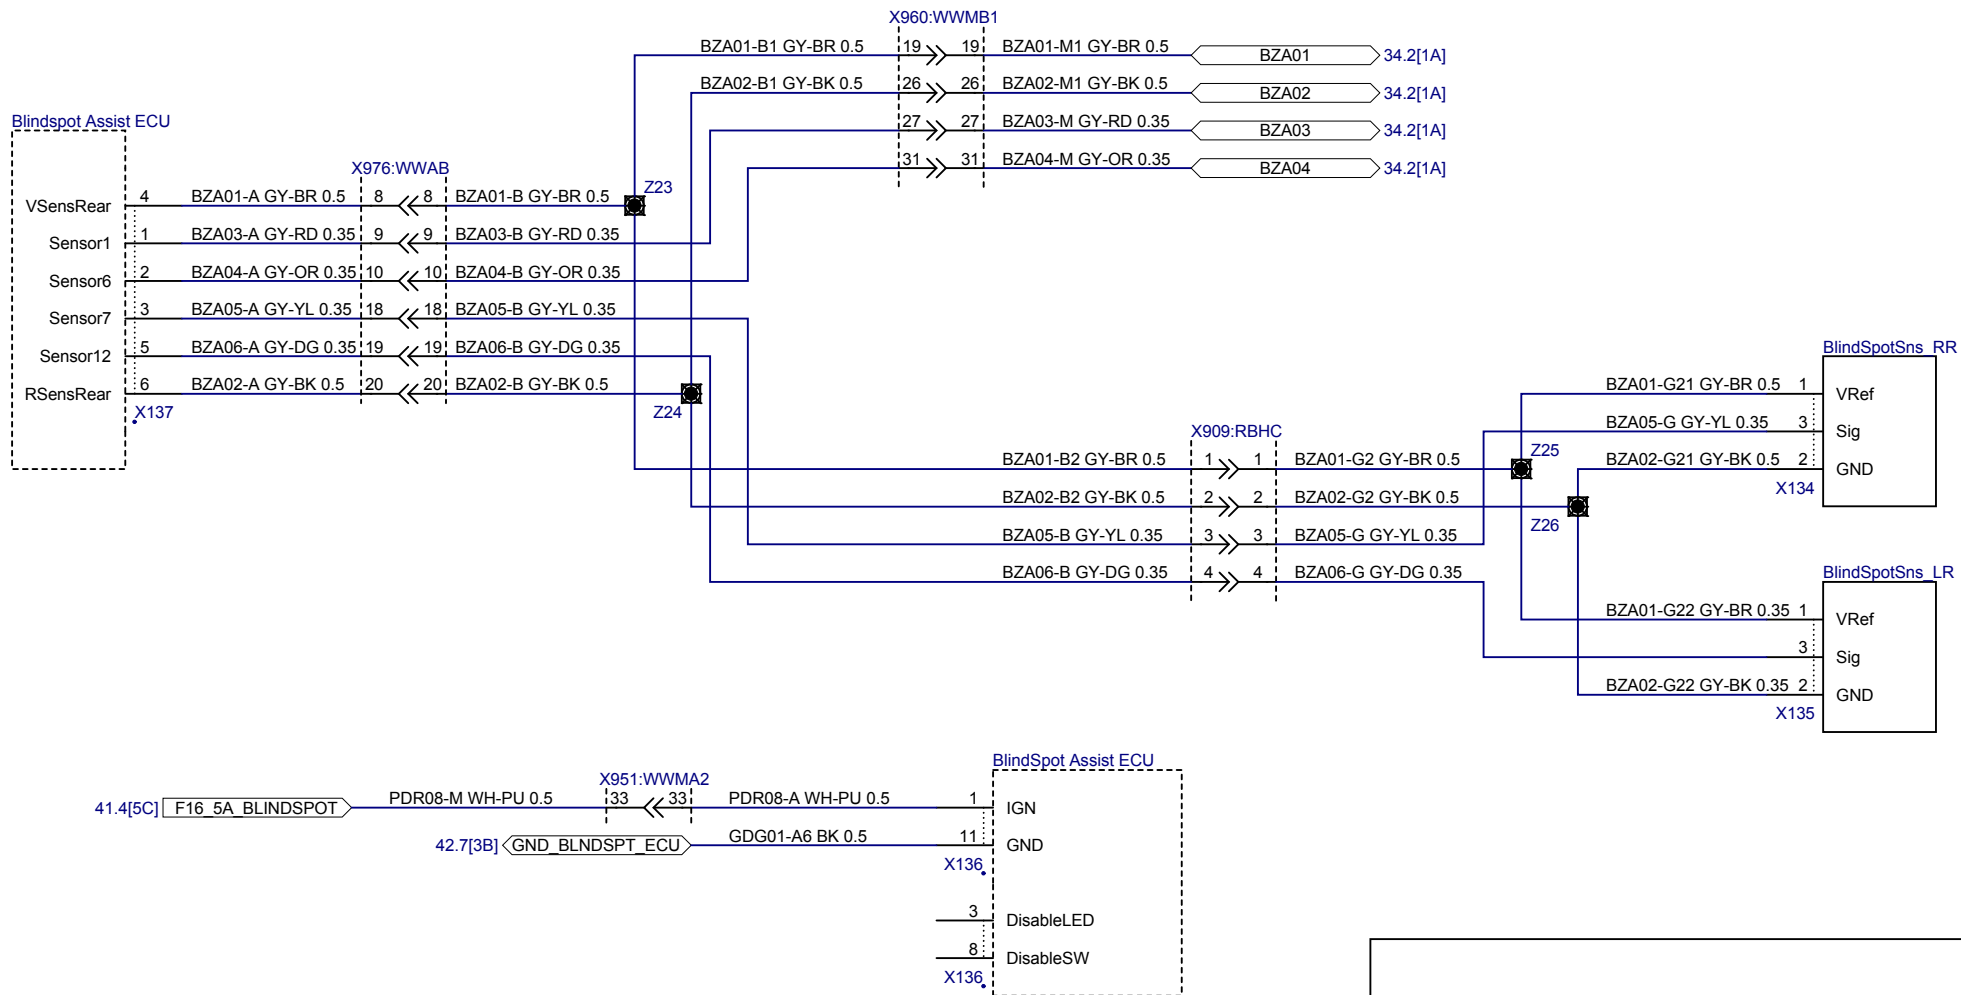 X960:WWMB1
BZA01-B1 GY-BR 0.5 19 19 BZA01-M1 GY-BR 0.5 BZA01 34.2[1A]
BZA02-B1 GY-BK 0.5 26 26 BZA02-M1 GY-BK 0.5 BZA02 34.2[1A]
27 27 BZA03-M GY-RD 0.35 BZA03 34.2[1A]
31 31 BZA04-M GY-OR 0.35 BZA04 34.2[1A]
Blindspot Assist ECU
X976:WWAB
VSensRear 4 BZA01-A GY-BR 0.5 8 8 BZA01-B GY-BR 0.5 Z23
Sensor1 1 BZA03-A GY-RD 0.35 9 9 BZA03-B GY-RD 0.35
Sensor6 2 BZA04-A GY-OR 0.35 10 10 BZA04-B GY-OR 0.35
Sensor7 3 BZA05-A GY-YL 0.35 18 18 BZA05-B GY-YL 0.35
Sensor12 5 BZA06-A GY-DG 0.35 19 19 BZA06-B GY-DG 0.35
RSensRear 6 BZA02-A GY-BK 0.5 20 20 BZA02-B GY-BK 0.5
X137 Z24
BlindSpotSns_RR
BZA01-G21 GY-BR 0.5 1 VRef
BZA05-G GY-YL 0.35 3 Sig
BZA02-G21 GY-BK 0.5 2 GND
X134
X909:RBHC
BZA01-B2 GY-BR 0.5 1 1 BZA01-G2 GY-BR 0.5 Z25
BZA02-B2 GY-BK 0.5 2 2 BZA02-G2 GY-BK 0.5 Z26
BZA05-B GY-YL 0.35 3 3 BZA05-G GY-YL 0.35
BZA06-B GY-DG 0.35 4 4 BZA06-G GY-DG 0.35
BlindSpotSns_LR
BZA01-G22 GY-BR 0.35 1 VRef
3 Sig
BZA02-G22 GY-BK 0.35 2 GND
X135
BlindSpot Assist ECU
X951:WWMA2
41.4[5C] F16_5A_BLINDSPOT PDR08-M WH-PU 0.5 33 33 PDR08-A WH-PU 0.5 1 IGN
42.7[3B] GND_BLNDSPT_ECU GDG01-A6 BK 0.5 11 GND
X136
3 DisableLED
8 DisableSW
X136